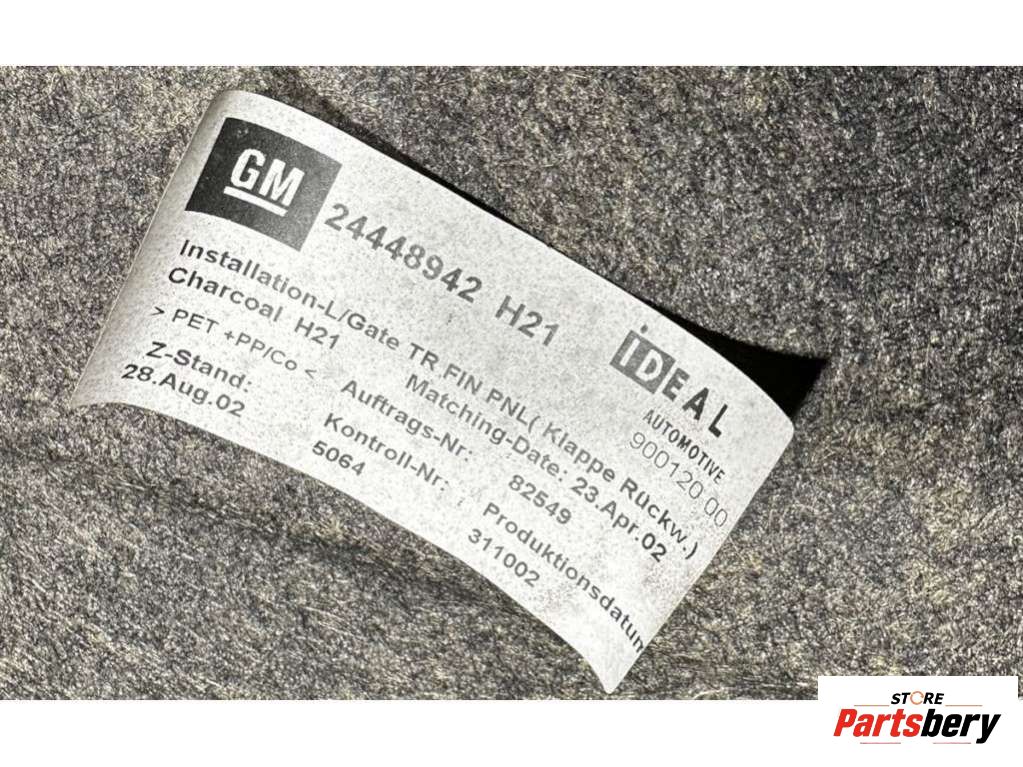 GM
24448942 H21
iDEAL
AUTOMOTIVE
900120.00
Installation-L/Gate TR FIN PNL( Klappe Rückw.)
Charcoal H21
Matching-Date: 23.Apr.02
> PET +PP/Co <
Auftrags-Nr: 82549
Z-Stand:
28.Aug.02
Kontroll-Nr:
5064
Produktionsdatum
311002
STORE
Partsbery